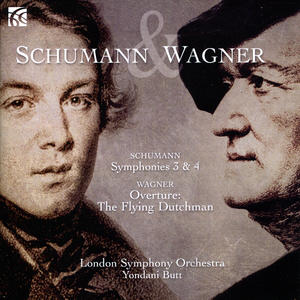 SCHUMANN & WAGNER
SCHUMANN
Symphonies 3 & 4
WAGNER
Overture:
The Flying Dutchman
London Symphony Orchestra
Yondani Butt